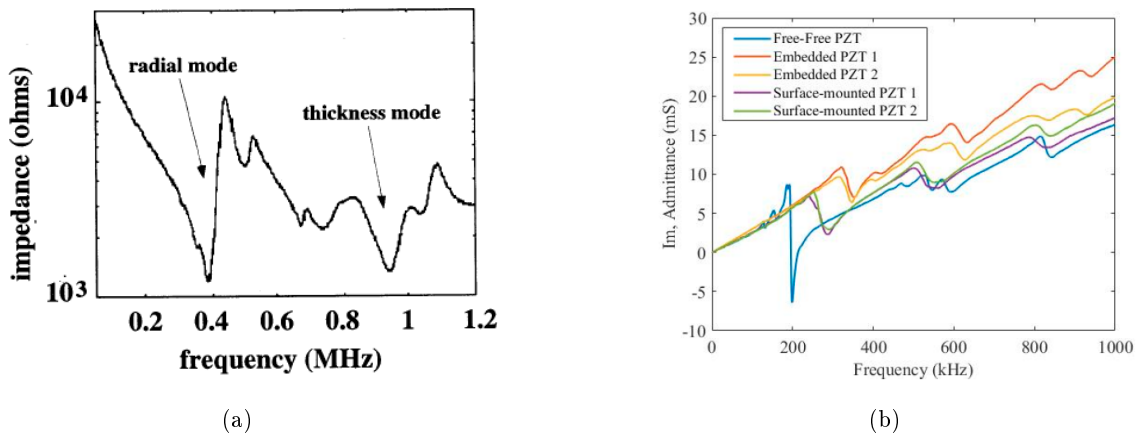 10⁴
10³
impedance (ohms)
radial mode
thickness mode
0.2 0.4 0.6 0.8 1 1.2
frequency (MHz)
(a)
30
25
20
15
10
5
0
-5
-10
Im, Admittance (mS)
Free-Free PZT
Embedded PZT 1
Embedded PZT 2
Surface-mounted PZT 1
Surface-mounted PZT 2
0 200 400 600 800 1000
Frequency (kHz)
(b)